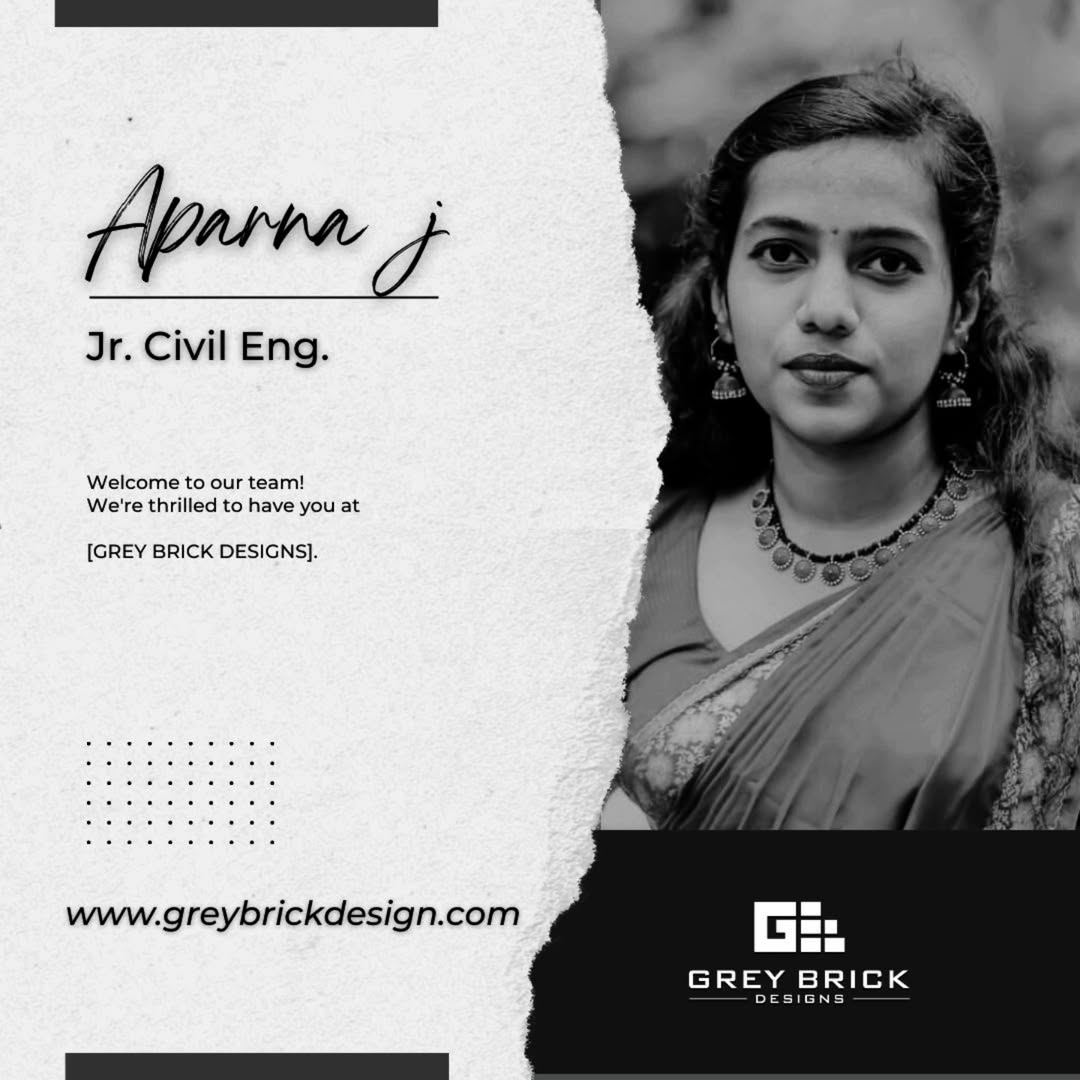 Aparna j
Jr. Civil Eng.
Welcome to our team!
We're thrilled to have you at
[GREY BRICK DESIGNS].
www.greybrickdesign.com
GREY BRICK
DESIGNS